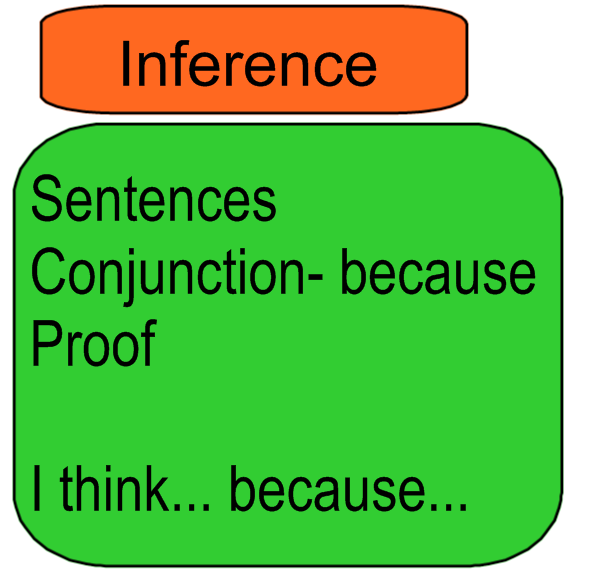 Inference
Sentences
Conjunction- because
Proof
I think... because...